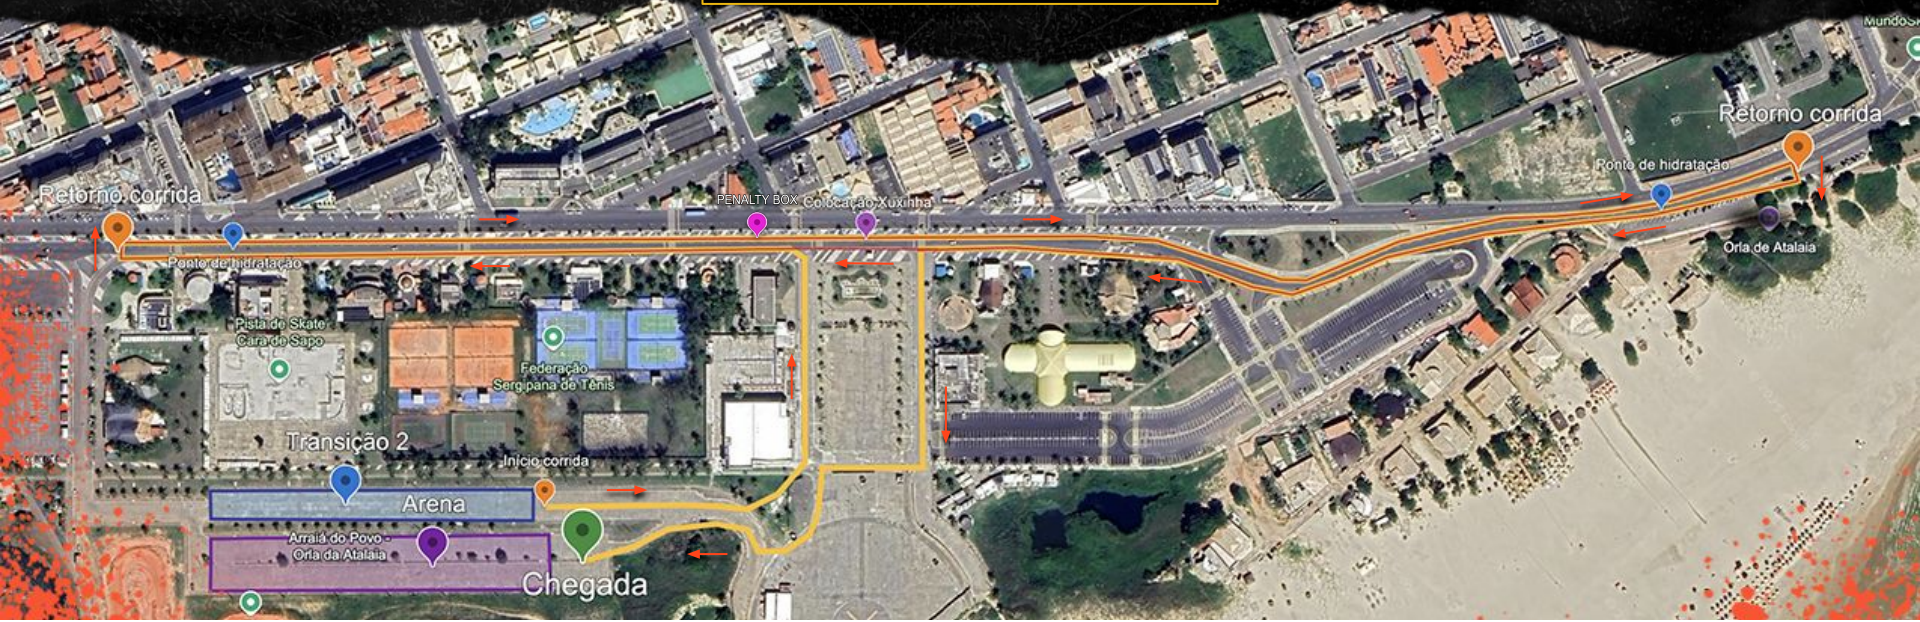 Retorno corrida
Ponto de hidratação
Retorno corrida
PENALTY BOX
Colocação Xuxinha
Ponto de hidratação
Orla de Atalaia
Pista de Skate
Cara de Sapo
Federação
Sergipana de Tênis
Transição 2
Início corrida
Arena
Arraiá do Povo -
Orla da Atalaia
Chegada